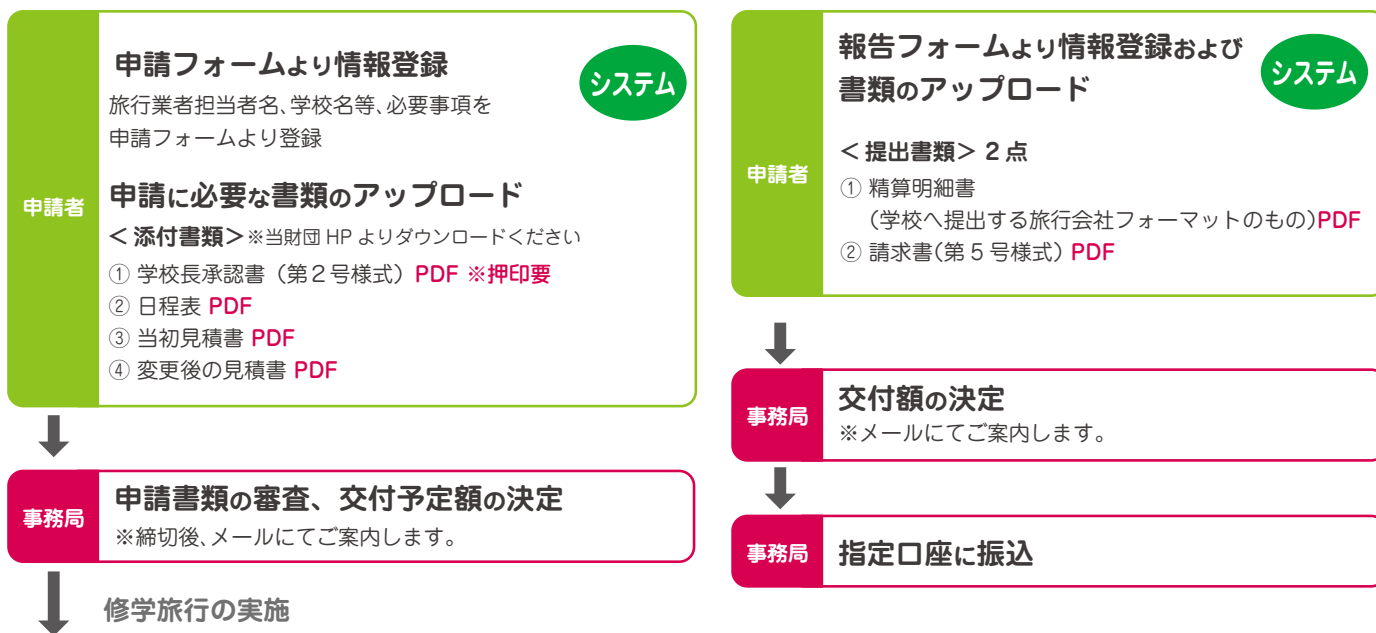 申請者
申請フォームより情報登録
システム
旅行業者担当者名、学校名等、必要事項を
申請フォームより登録
申請に必要な書類のアップロード
<添付書類>※当財団 HP よりダウンロードください
① 学校長承認書（第２号様式）PDF ※押印要
② 日程表 PDF
③ 当初見積書 PDF
④ 変更後の見積書 PDF
事務局
申請書類の審査、交付予定額の決定
※締切後、メールにてご案内します。
修学旅行の実施
申請者
報告フォームより情報登録および
書類のアップロード
システム
<提出書類> 2 点
① 精算明細書
（学校へ提出する旅行会社フォーマットのもの）PDF
② 請求書（第 5 号様式）PDF
事務局
交付額の決定
※メールにてご案内します。
事務局
指定口座に振込